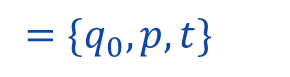 = {q₀, p, t}